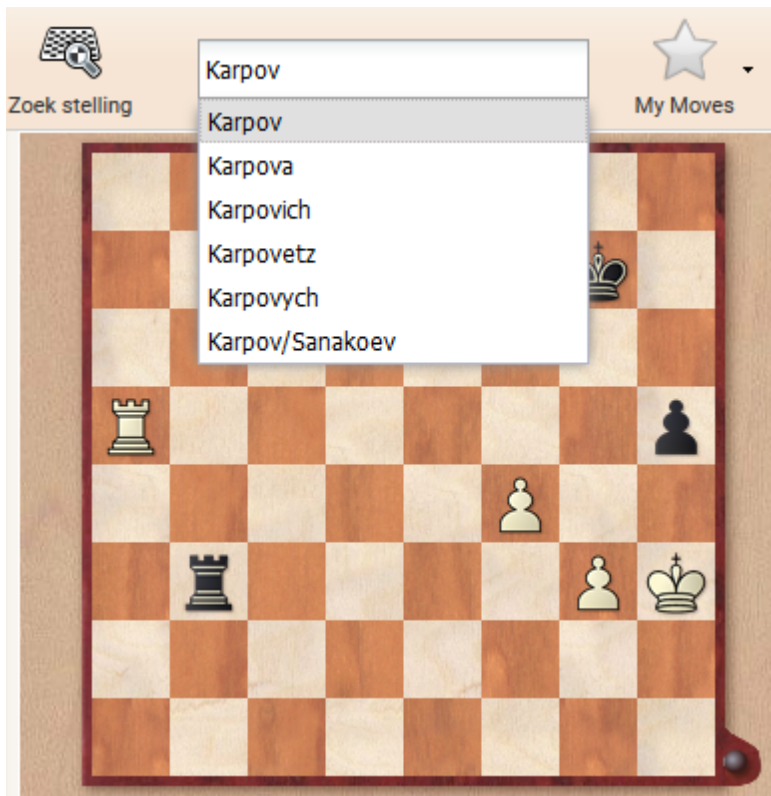 Karpov
Zoek stelling
My Moves
Karpov
Karpova
Karpovich
Karpovetz
Karpovych
Karpov/Sanakoev